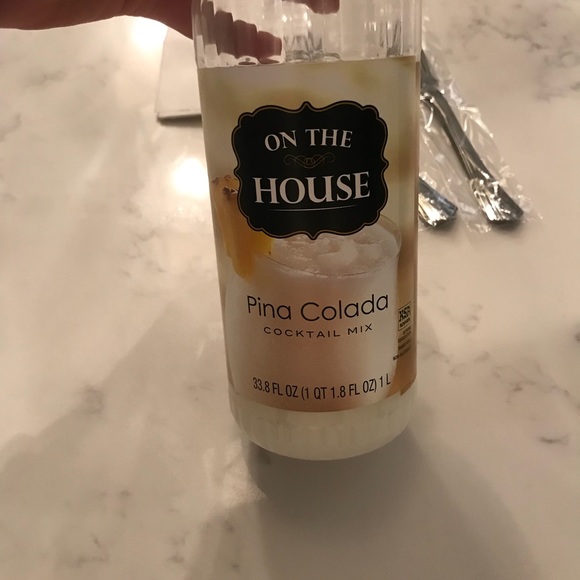 ON THE
HOUSE
Pina Colada
COCKTAIL MIX
33.8 FL OZ (1 QT 1.8 FL OZ) 1 L